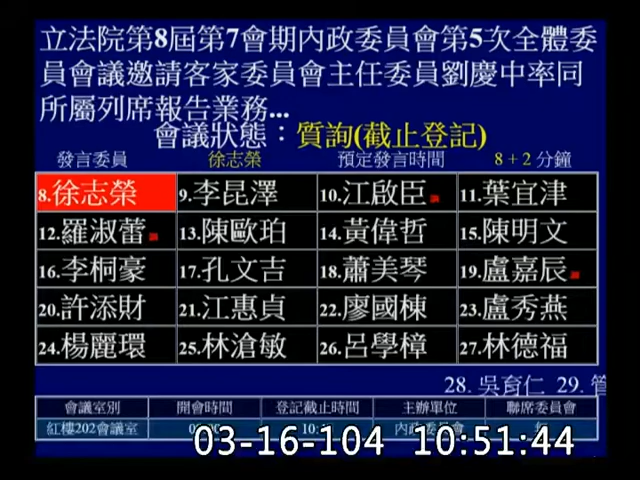 立法院第8屆第7會期內政委員會第5次全體委
員會議邀請客家委員會主任委員劉慶中率同
所屬列席報告業務...
會議狀態：質詢(截止登記)
發言委員 徐志榮 預定發言時間 8+2分鐘
8.徐志榮 9.李昆澤 10.江啟臣 11.葉宜津
12.羅淑蕾 13.陳歐珀 14.黃偉哲 15.陳明文
16.李桐豪 17.孔文吉 18.蕭美琴 19.盧嘉辰
20.許添財 21.江惠貞 22.廖國棟 23.盧秀燕
24.楊麗環 25.林滄敏 26.呂學樟 27.林德福
28. 吳育仁 29. 管
會議室別 開會時間 登記截止時間 主辦單位 聯席委員會
紅樓202會議室 內政委員會
03-16-104 10:51:44